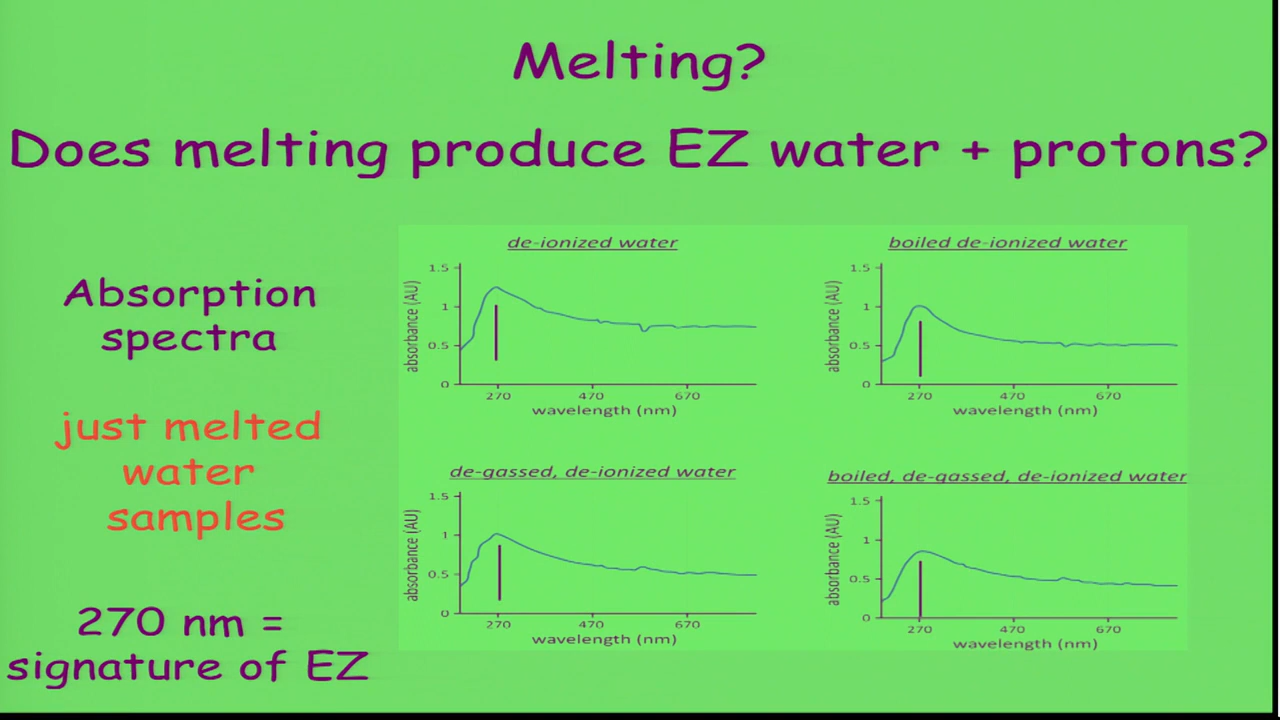 Melting?
Does melting produce EZ water + protons?
Absorption
spectra
just melted
water
samples
270 nm =
signature of EZ
de-ionized water
absorbance (AU)
1.5
1
0.5
0
270 470 670
wavelength (nm)
boiled de-ionized water
absorbance (AU)
1.5
1
0.5
0
270 470 670
wavelength (nm)
de-gassed, de-ionized water
absorbance (AU)
1.5
1
0.5
0
270 470 670
wavelength (nm)
boiled, de-gassed, de-ionized water
absorbance (AU)
1.5
1
0.5
0
270 470 670
wavelength (nm)